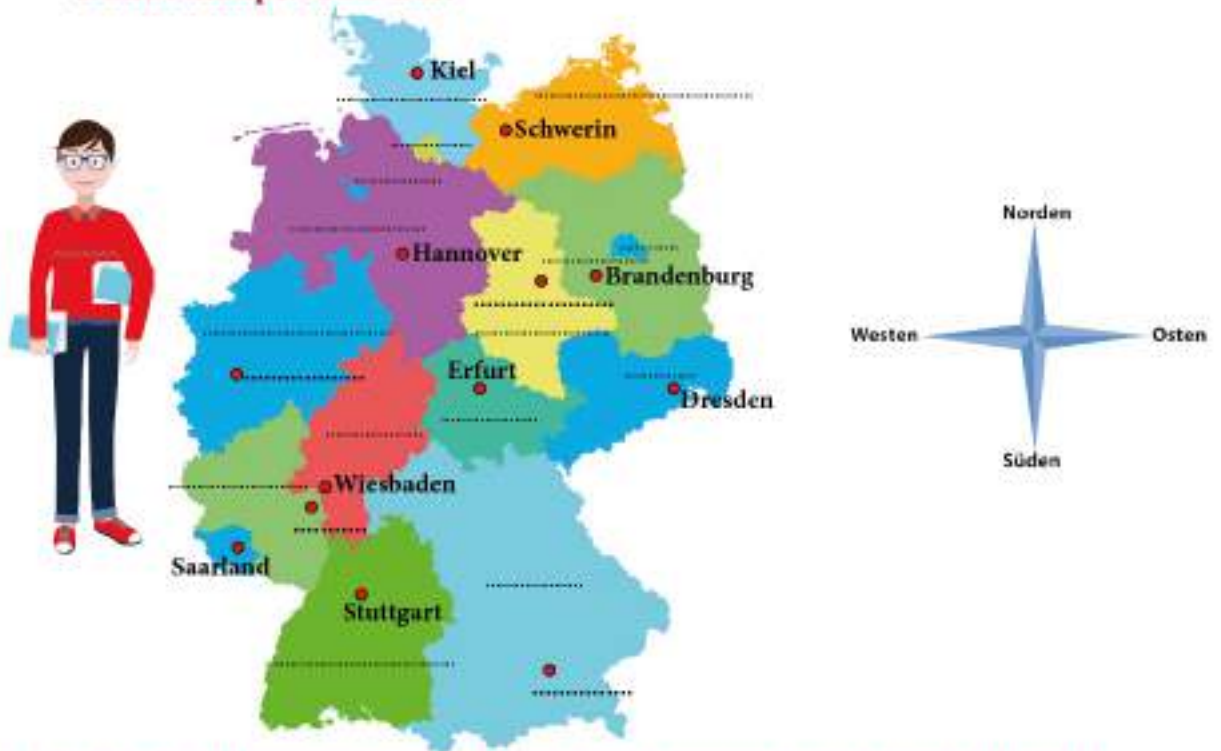 Kiel
Schwerin
Norden
Hannover
Brandenburg
Westen
Osten
Erfurt
Dresden
Wiesbaden
Süden
Saarland
Stuttgart